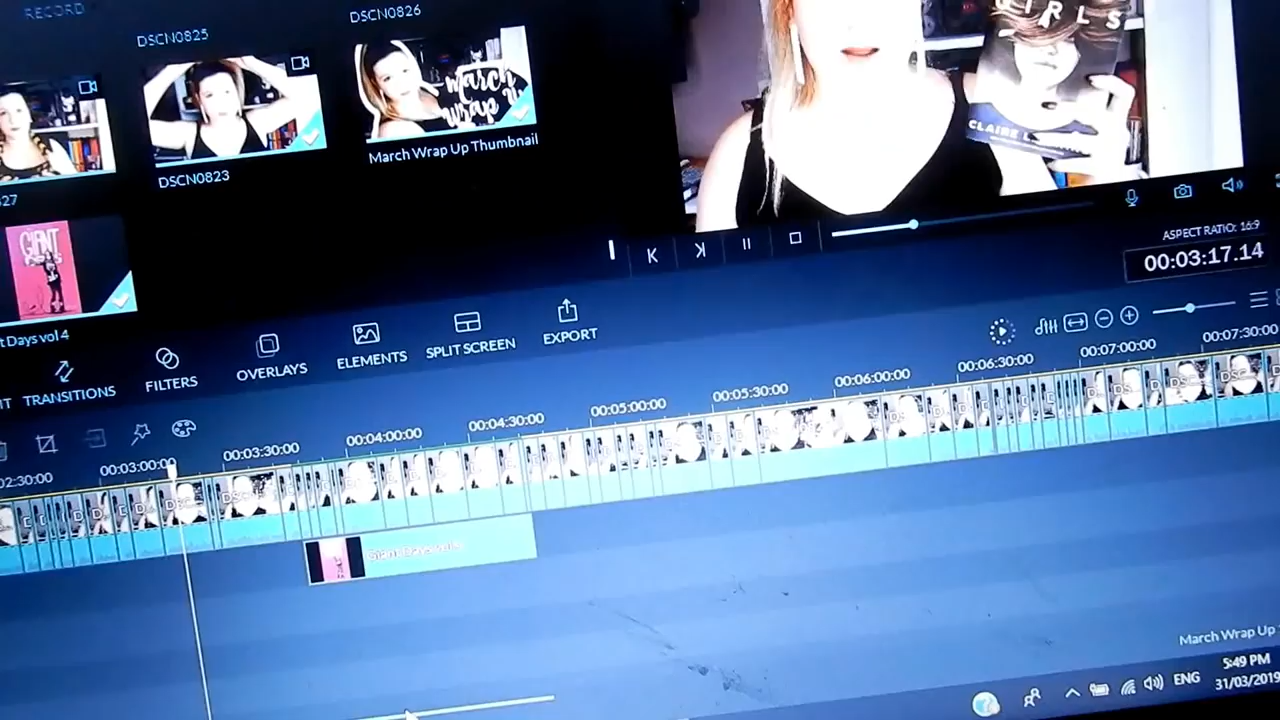 RECORD
DSCN0825
DSCN0826
GIRLS
CLAIRE
march
wrap
March Wrap Up Thumbnail
DSCN0823
GIANT
ASPECT RATIO: 16:9
00:03:17.14
t Days vol 4
TRANSITIONS
FILTERS
OVERLAYS
ELEMENTS
SPLIT SCREEN
EXPORT
02:30:00
00:03:00:00
00:03:30:00
00:04:00:00
00:04:30:00
00:05:00:00
00:05:30:00
00:06:00:00
00:06:30:00
00:07:00:00
00:07:30:00
March Wrap Up
ENG
5:49 PM
31/03/2019